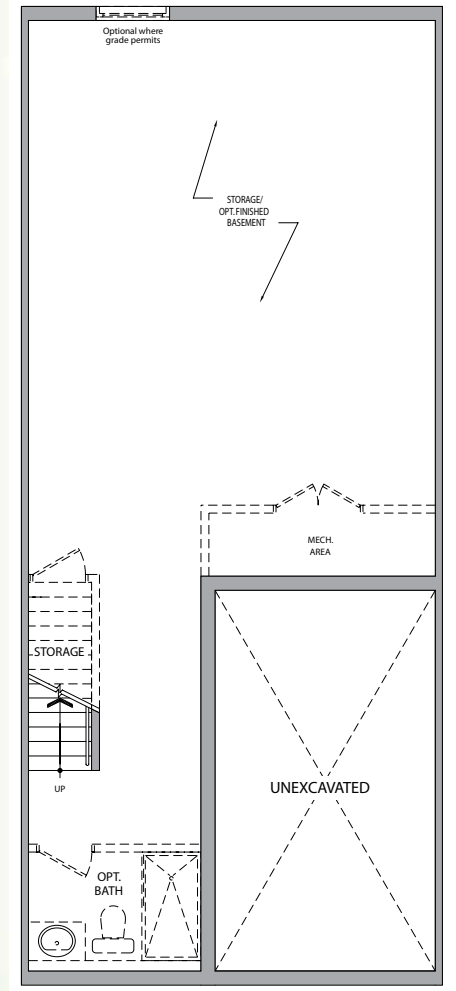 Optional where
grade permits
STORAGE/
OPT.FINISHED
BASEMENT
MECH.
AREA
STORAGE
UP
UNEXCAVATED
OPT.
BATH